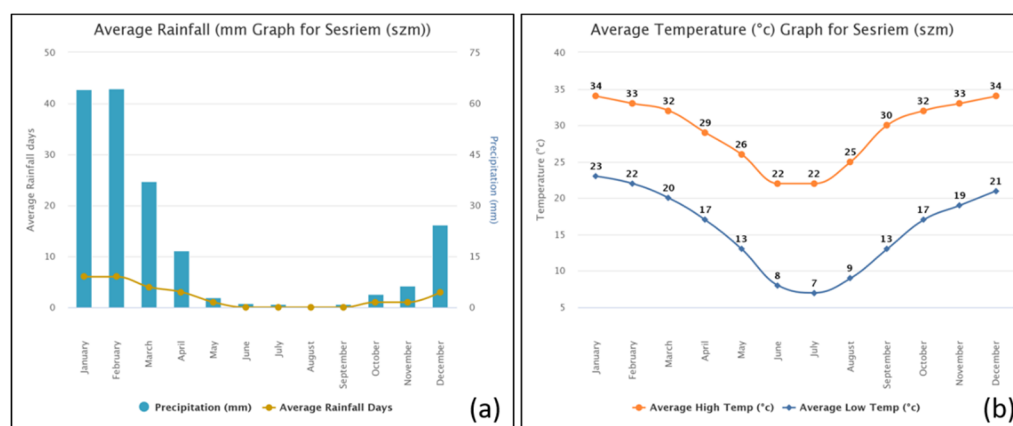 Average Rainfall (mm Graph for Sesriem (szm))
50
40
30
20
10
0
Average Rainfall days
75
60
45
30
15
0
Precipitation (mm)
January
February
March
April
May
June
July
August
September
October
November
December
Precipitation (mm)
Average Rainfall Days
(a)
Average Temperature (°c) Graph for Sesriem (szm)
40
35
30
25
20
15
10
5
Temperature (°c)
34
33
32
29
26
22
22
25
30
32
33
34
23
22
20
17
13
8
7
9
13
17
19
21
January
February
March
April
May
June
July
August
September
October
November
December
Average High Temp (°c)
Average Low Temp (°c)
(b)